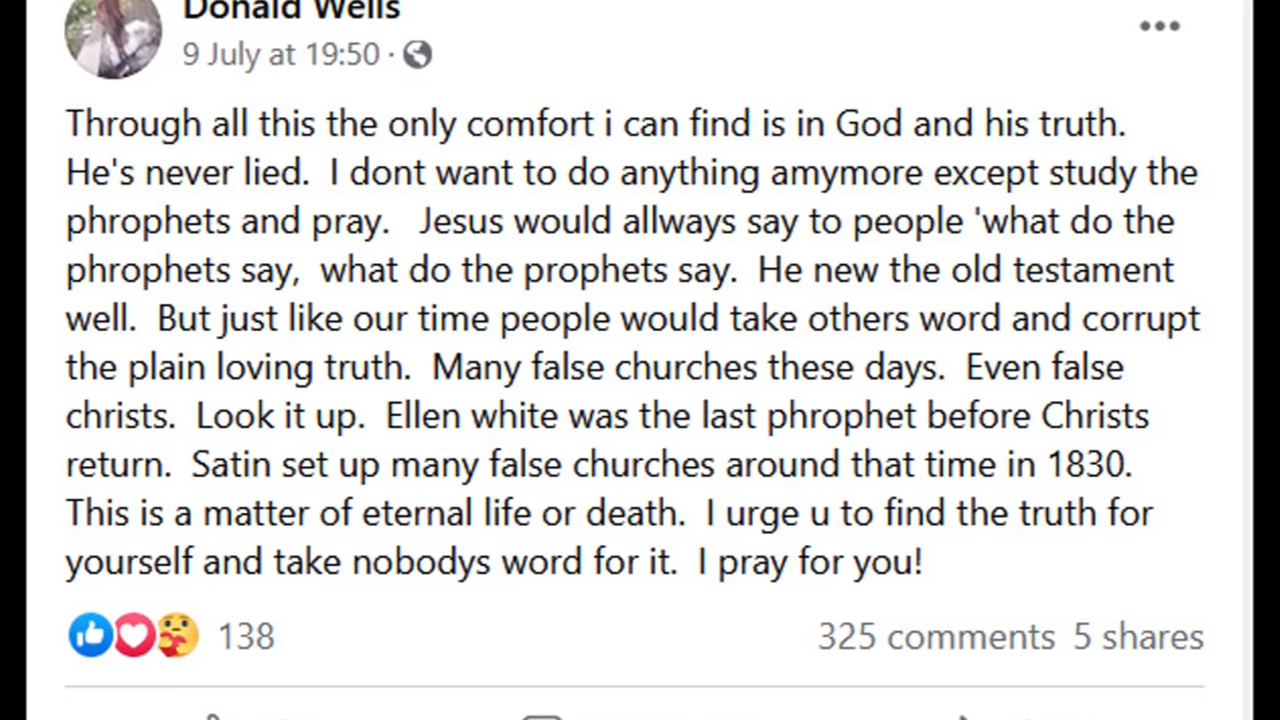 Donald Wells
9 July at 19:50 ·
Through all this the only comfort i can find is in God and his truth.
He's never lied.  I dont want to do anything amymore except study the
phrophets and pray.   Jesus would allways say to people 'what do the
phrophets say,  what do the prophets say.  He new the old testament
well.  But just like our time people would take others word and corrupt
the plain loving truth.  Many false churches these days.  Even false
christs.  Look it up.  Ellen white was the last phrophet before Christs
return.  Satin set up many false churches around that time in 1830.
This is a matter of eternal life or death.  I urge u to find the truth for
yourself and take nobodys word for it.  I pray for you!
138 325 comments 5 shares